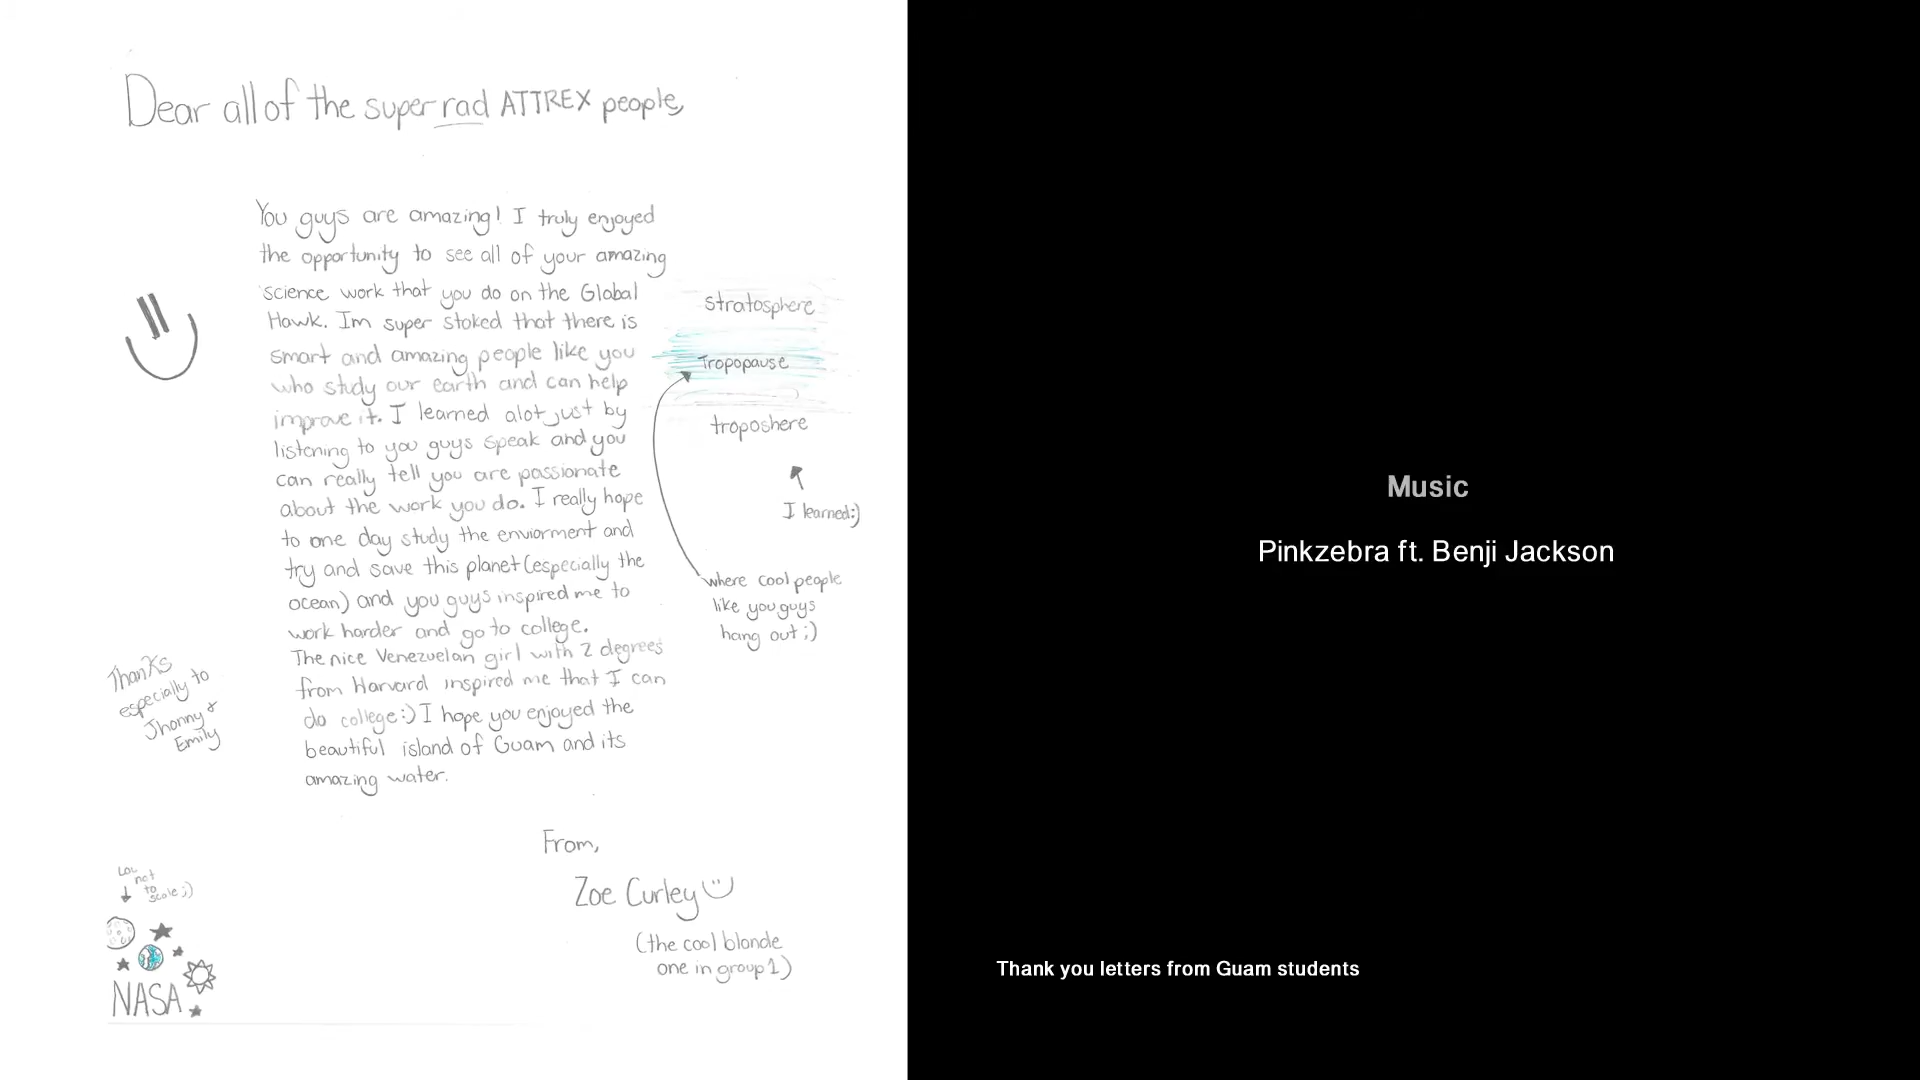 Dear all of the super rad ATTREX people,
You guys are amazing! I truly enjoyed
the opportunity to see all of your amazing
science work that you do on the Global
Hawk. Im super stoked that there is
smart and amazing people like you
who study our earth and can help
improve it. I learned alot just by
listening to you guys speak and you
can really tell you are passionate
about the work you do. I really hope
to one day study the enviorment and
try and save this planet (especially the
ocean) and you guys inspired me to
work harder and go to college.
The nice Venezuelan girl with 2 degrees
from Harvard inspired me that I can
do college:) I hope you enjoyed the
beautiful island of Guam and its
amazing water.
stratosphere
Tropopause
troposhere
I learned:)
where cool people
like you guys
hang out;)
Thanks
especially to
Jhonny &
Emily
From,
Zoe Curley
(the cool blonde
one in group 1)
LOL
not
to
scale;)
NASA
Music
Pinkzebra ft. Benji Jackson
Thank you letters from Guam students